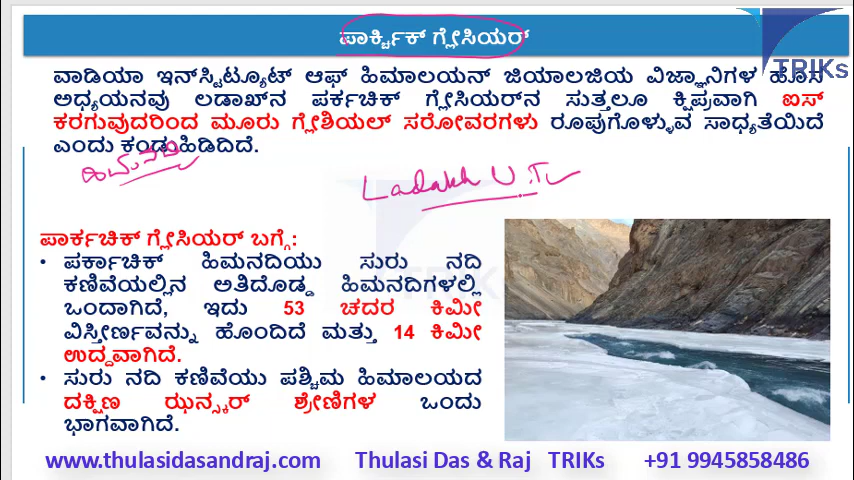 ಪಾರ್ಕ್ಚಿಕ್ ಗ್ಲೇಸಿಯರ್
TRIKs
ವಾಡಿಯಾ ಇನ್‌ಸ್ಟಿಟ್ಯೂಟ್ ಆಫ್ ಹಿಮಾಲಯನ್ ಜಿಯಾಲಜಿಯ ವಿಜ್ಞಾನಿಗಳ ಹೊಸ
ಅಧ್ಯಯನವು ಲಡಾಖ್‌ನ ಪರ್ಕಚಿಕ್ ಗ್ಲೇಸಿಯರ್‌ನ ಸುತ್ತಲೂ ಕ್ಷಿಪ್ರವಾಗಿ ಐಸ್
ಕರಗುವುದರಿಂದ ಮೂರು ಗ್ಲೇಶಿಯಲ್ ಸರೋವರಗಳು ರೂಪುಗೊಳ್ಳುವ ಸಾಧ್ಯತೆಯಿದೆ
ಎಂದು ಕಂಡುಹಿಡಿದಿದೆ.
ಹಿಮನದಿ
Ladakh U.T
ಪಾರ್ಕಚಿಕ್ ಗ್ಲೇಸಿಯರ್ ಬಗ್ಗೆ:
• ಪರ್ಕಾಚಿಕ್ ಹಿಮನದಿಯು ಸುರು ನದಿ
ಕಣಿವೆಯಲ್ಲಿನ ಅತಿದೊಡ್ಡ ಹಿಮನದಿಗಳಲ್ಲಿ
ಒಂದಾಗಿದೆ, ಇದು 53 ಚದರ ಕಿಮೀ
ವಿಸ್ತೀರ್ಣವನ್ನು ಹೊಂದಿದೆ ಮತ್ತು 14 ಕಿಮೀ
ಉದ್ದವಾಗಿದೆ.
• ಸುರು ನದಿ ಕಣಿವೆಯು ಪಶ್ಚಿಮ ಹಿಮಾಲಯದ
ದಕ್ಷಿಣ ಝನ್ಸ್ಕರ್ ಶ್ರೇಣಿಗಳ ಒಂದು
ಭಾಗವಾಗಿದೆ.
www.thulasidasandraj.com Thulasi Das & Raj TRIKs +91 9945858486